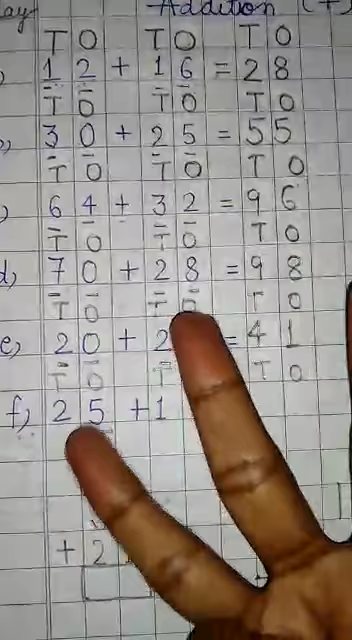 ay Addition (+)
T O T O T O
1 2 + 1 6 = 2 8
T O T O T O
3 0 + 2 5 = 5 5
T O T O T O
6 4 + 3 2 = 9 6
T O T O T O
d) 7 0 + 2 8 = 9 8
T O T O T O
e) 2 0 + 2 = 4 1
T O T T O
f) 2 5 + 1
+ 2